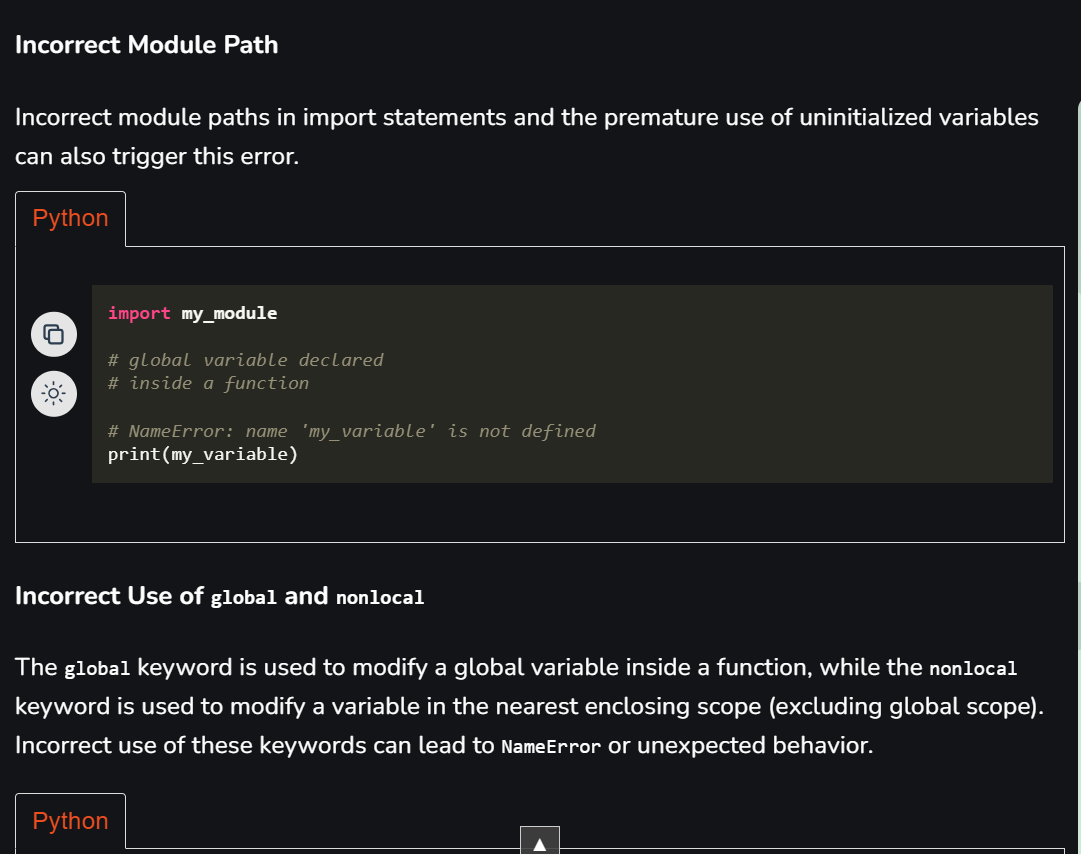 Incorrect Module Path
Incorrect module paths in import statements and the premature use of uninitialized variables
can also trigger this error.
Python
import my_module
# global variable declared
# inside a function
# NameError: name 'my_variable' is not defined
print(my_variable)
Incorrect Use of global and nonlocal
The global keyword is used to modify a global variable inside a function, while the nonlocal
keyword is used to modify a variable in the nearest enclosing scope (excluding global scope).
Incorrect use of these keywords can lead to NameError or unexpected behavior.
Python